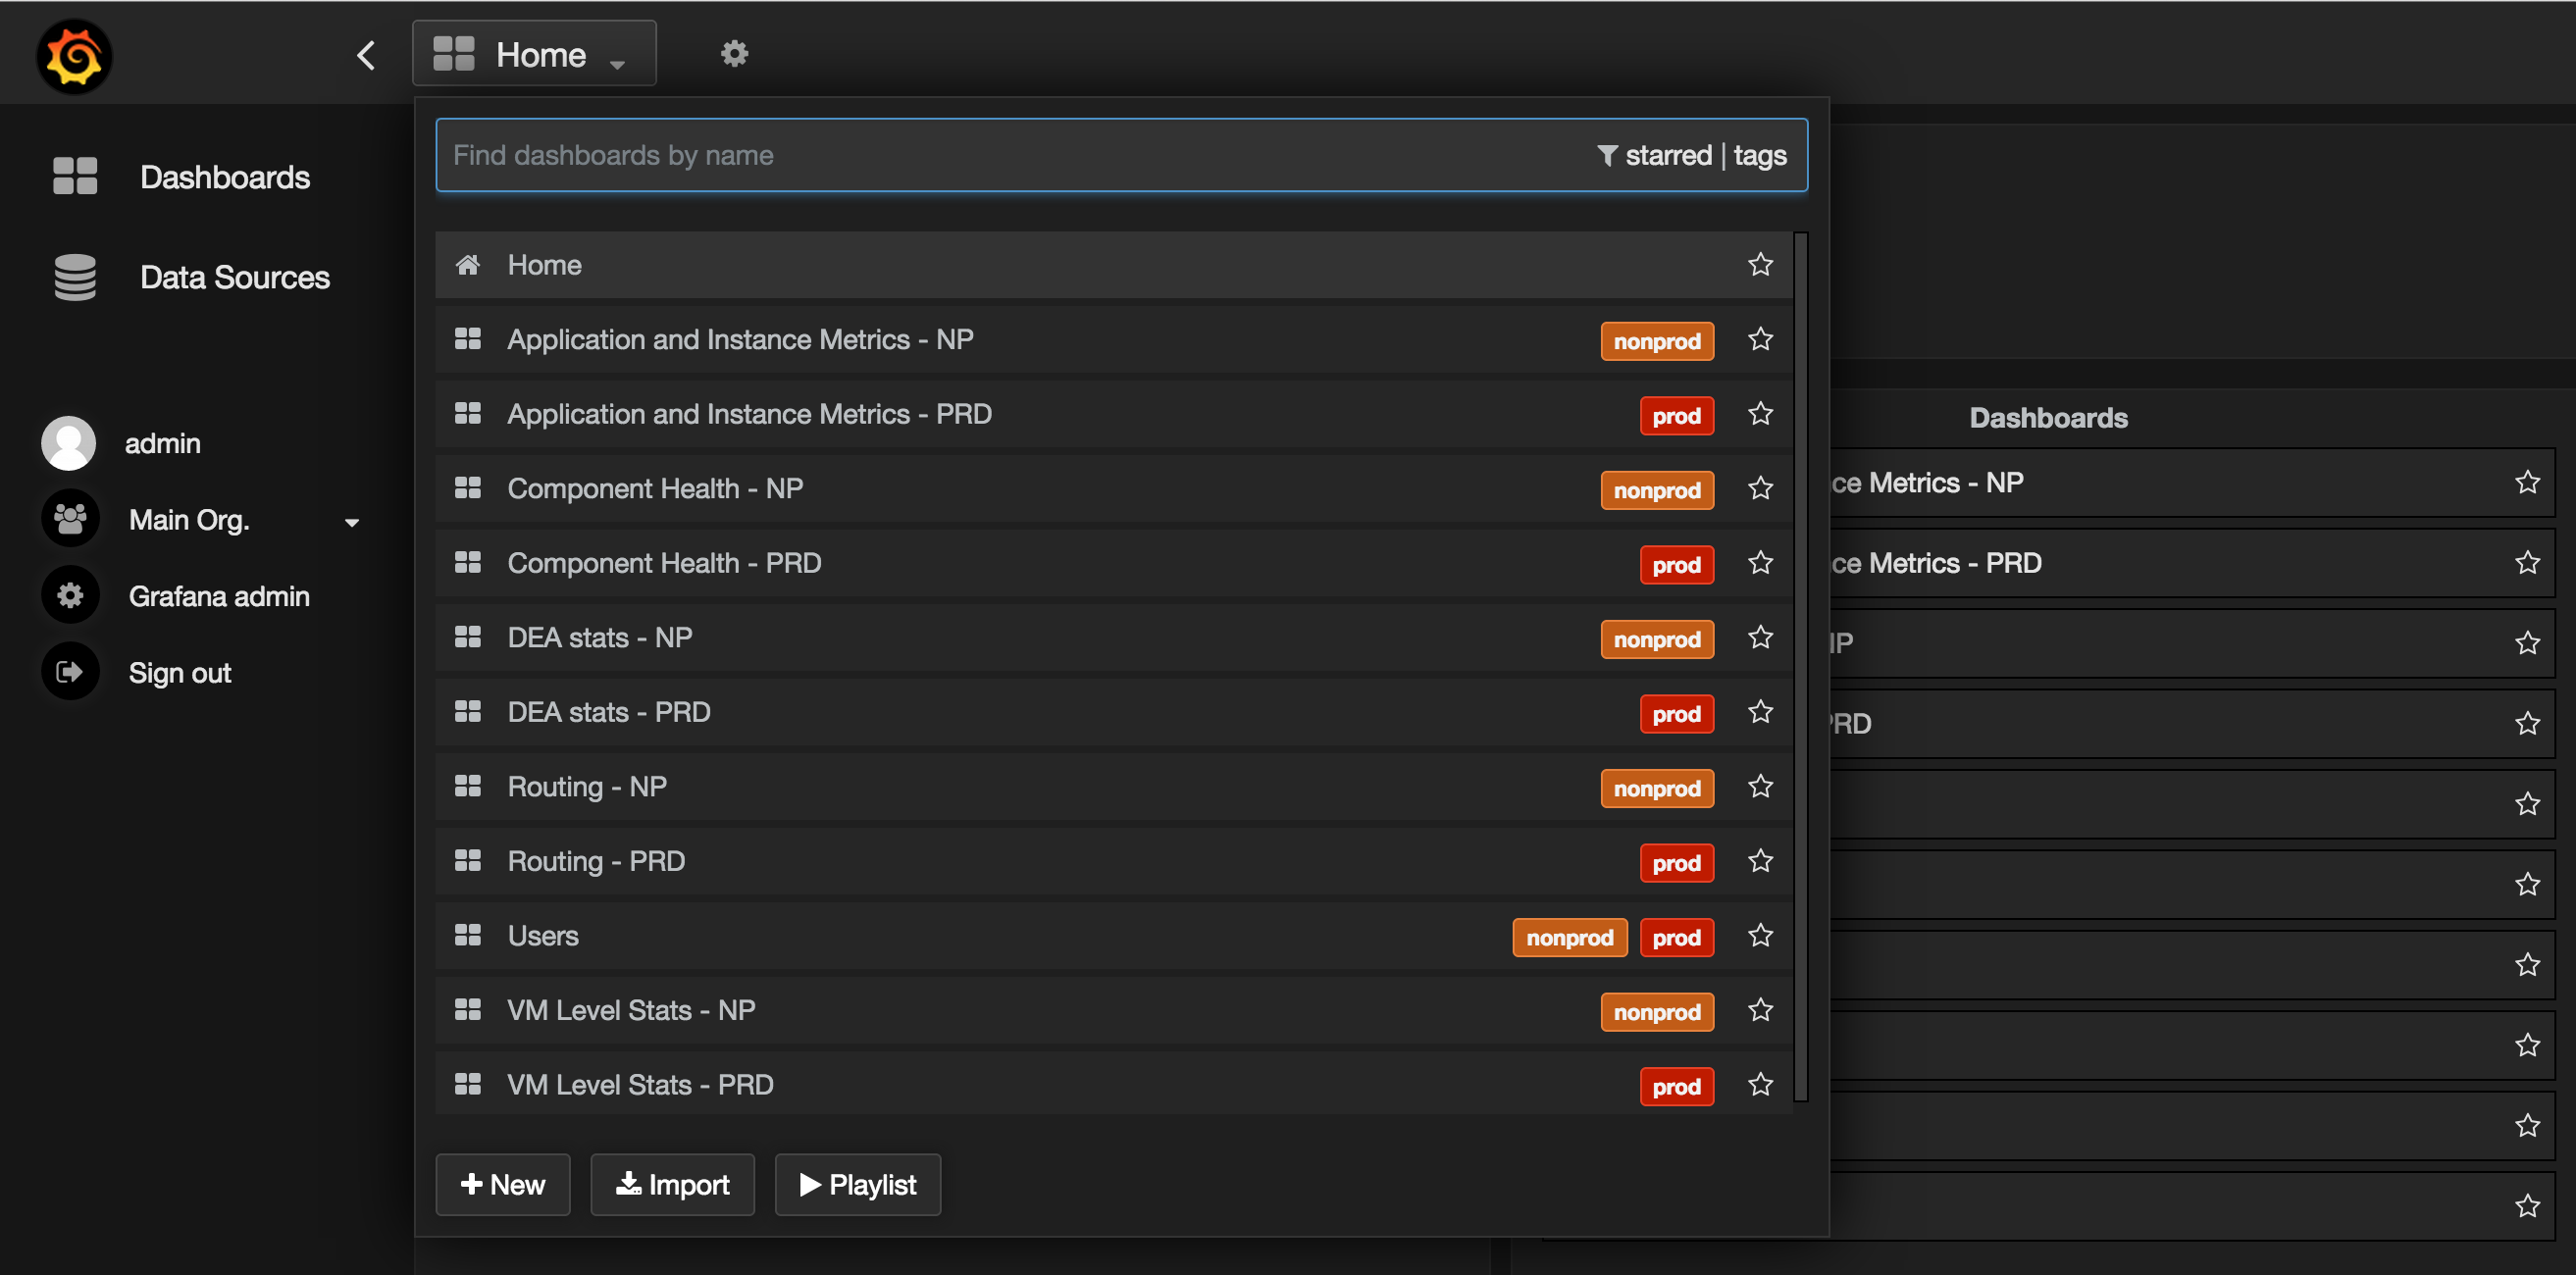 Home
Dashboards
Data Sources
admin
Main Org.
Grafana admin
Sign out
Find dashboards by name starred | tags
Home
Application and Instance Metrics - NP nonprod
Application and Instance Metrics - PRD prod
Component Health - NP nonprod
Component Health - PRD prod
DEA stats - NP nonprod
DEA stats - PRD prod
Routing - NP nonprod
Routing - PRD prod
Users nonprod prod
VM Level Stats - NP nonprod
VM Level Stats - PRD prod
New Import Playlist
Dashboards
ce Metrics - NP
ce Metrics - PRD
NP
PRD